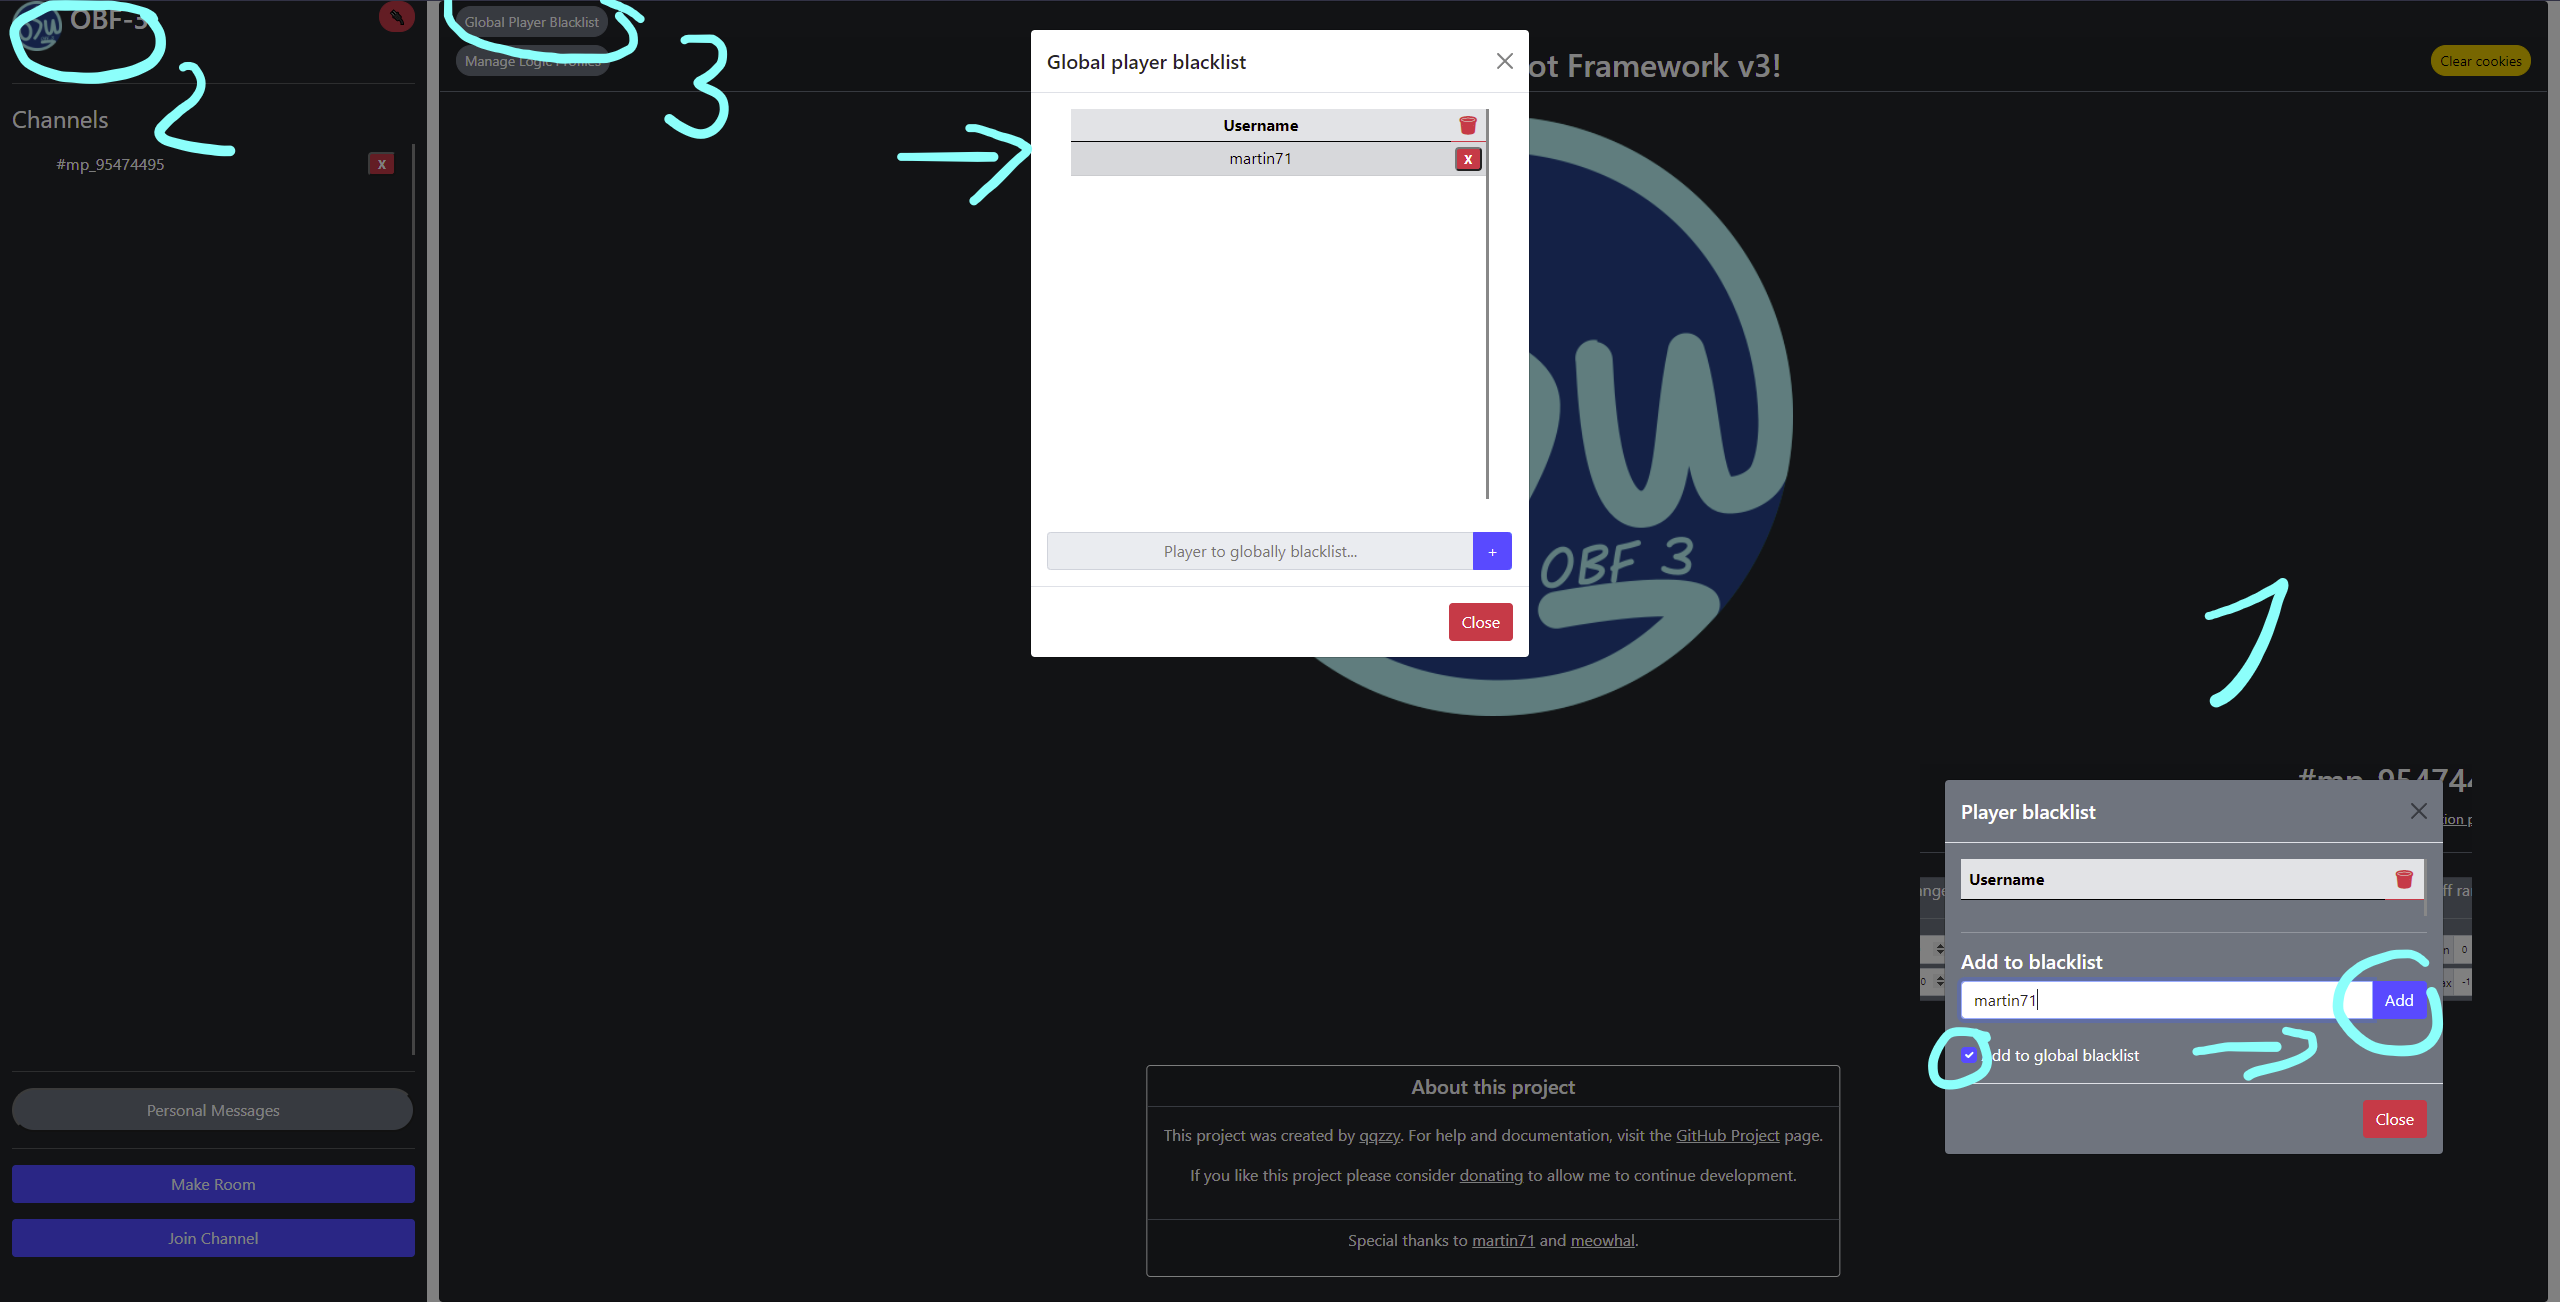 OBF-3
2
Channels
#mp_95474495
x
Personal Messages
Make Room
Join Channel
Global Player Blacklist
Manage Logic Profiles
3
ot Framework v3!
Clear cookies
Global player blacklist
Username
martin71
x
Player to globally blacklist...
+
Close
OBF 3
1
Player blacklist
Username
Add to blacklist
martin71
Add
Add to global blacklist
Close
About this project
This project was created by qqzzy. For help and documentation, visit the GitHub Project page.
If you like this project please consider donating to allow me to continue development.
Special thanks to martin71 and meowhal.